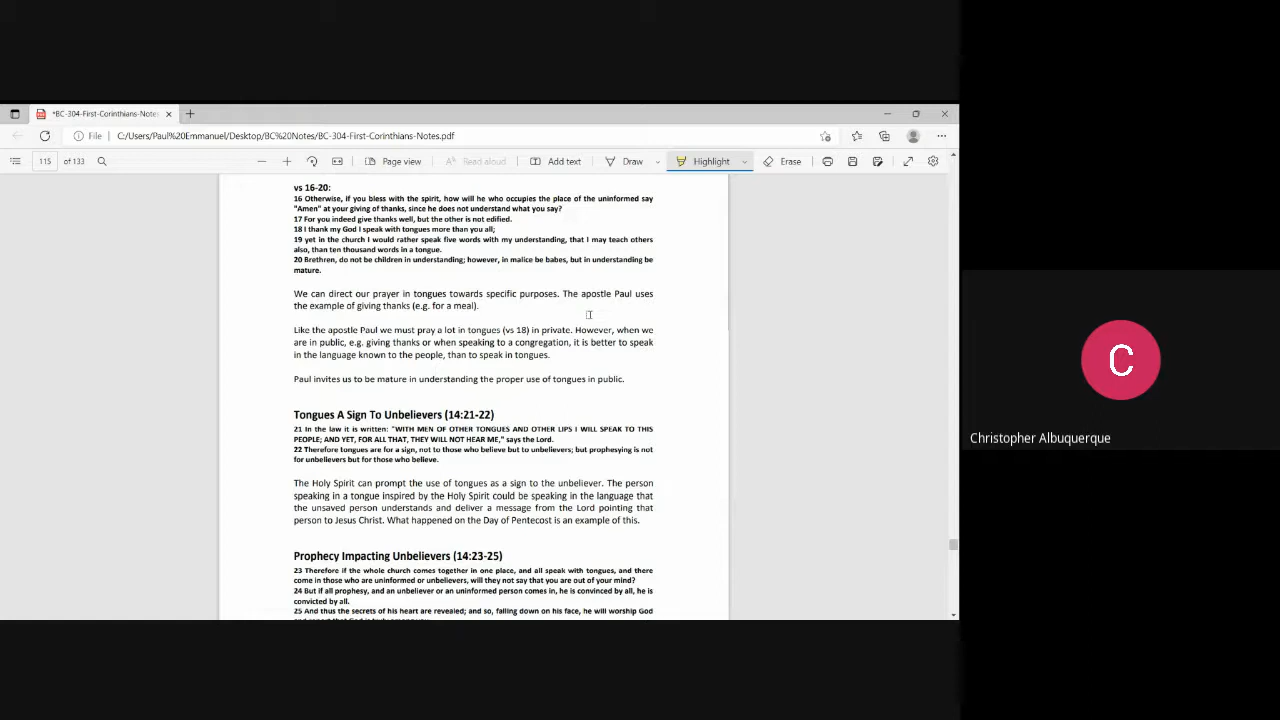 *BC-304-First-Corinthians-Notes
File
C:/Users/Paul%20Emmanuel/Desktop/BC%20Notes/BC-304-First-Corinthians-Notes.pdf
115 of 133
Page view
Read aloud
Add text
Draw
Highlight
Erase
vs 16-20:
16 Otherwise, if you bless with the spirit, how will he who occupies the place of the uninformed say
"Amen" at your giving of thanks, since he does not understand what you say?
17 For you indeed give thanks well, but the other is not edified.
18 I thank my God I speak with tongues more than you all;
19 yet in the church I would rather speak five words with my understanding, that I may teach others
also, than ten thousand words in a tongue.
20 Brethren, do not be children in understanding; however, in malice be babes, but in understanding be
mature.
We can direct our prayer in tongues towards specific purposes. The apostle Paul uses
the example of giving thanks (e.g. for a meal).
Like the apostle Paul we must pray a lot in tongues (vs 18) in private. However, when we
are in public, e.g. giving thanks or when speaking to a congregation, it is better to speak
in the language known to the people, than to speak in tongues.
Paul invites us to be mature in understanding the proper use of tongues in public.
Tongues A Sign To Unbelievers (14:21-22)
21 In the law it is written: "WITH MEN OF OTHER TONGUES AND OTHER LIPS I WILL SPEAK TO THIS
PEOPLE; AND YET, FOR ALL THAT, THEY WILL NOT HEAR ME," says the Lord.
22 Therefore tongues are for a sign, not to those who believe but to unbelievers; but prophesying is not
for unbelievers but for those who believe.
The Holy Spirit can prompt the use of tongues as a sign to the unbeliever. The person
speaking in a tongue inspired by the Holy Spirit could be speaking in the language that
the unsaved person understands and deliver a message from the Lord pointing that
person to Jesus Christ. What happened on the Day of Pentecost is an example of this.
Prophecy Impacting Unbelievers (14:23-25)
23 Therefore if the whole church comes together in one place, and all speak with tongues, and there
come in those who are uninformed or unbelievers, will they not say that you are out of your mind?
24 But if all prophesy, and an unbeliever or an uninformed person comes in, he is convinced by all, he is
convicted by all.
25 And thus the secrets of his heart are revealed; and so, falling down on his face, he will worship God
C
Christopher Albuquerque